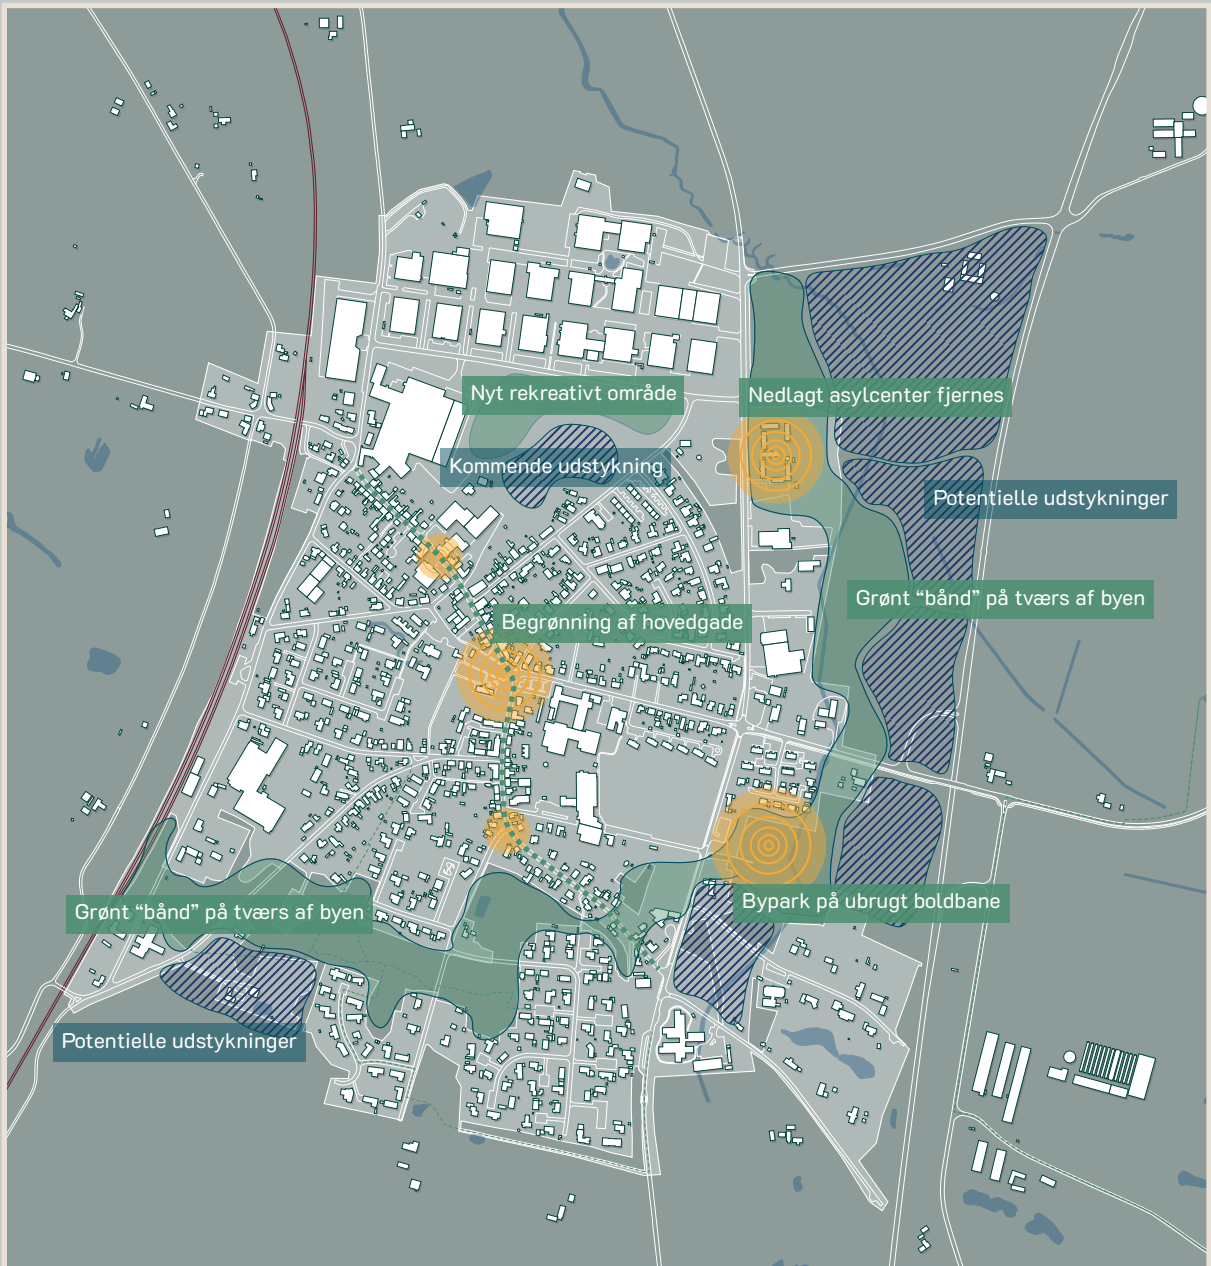 Nyt rekreativt område
Nedlagt asylcenter fjernes
Kommende udstykning
Potentielle udstykninger
Grønt “bånd” på tværs af byen
Begrønning af hovedgade
Bypark på ubrugt boldbane
Grønt “bånd” på tværs af byen
Potentielle udstykninger